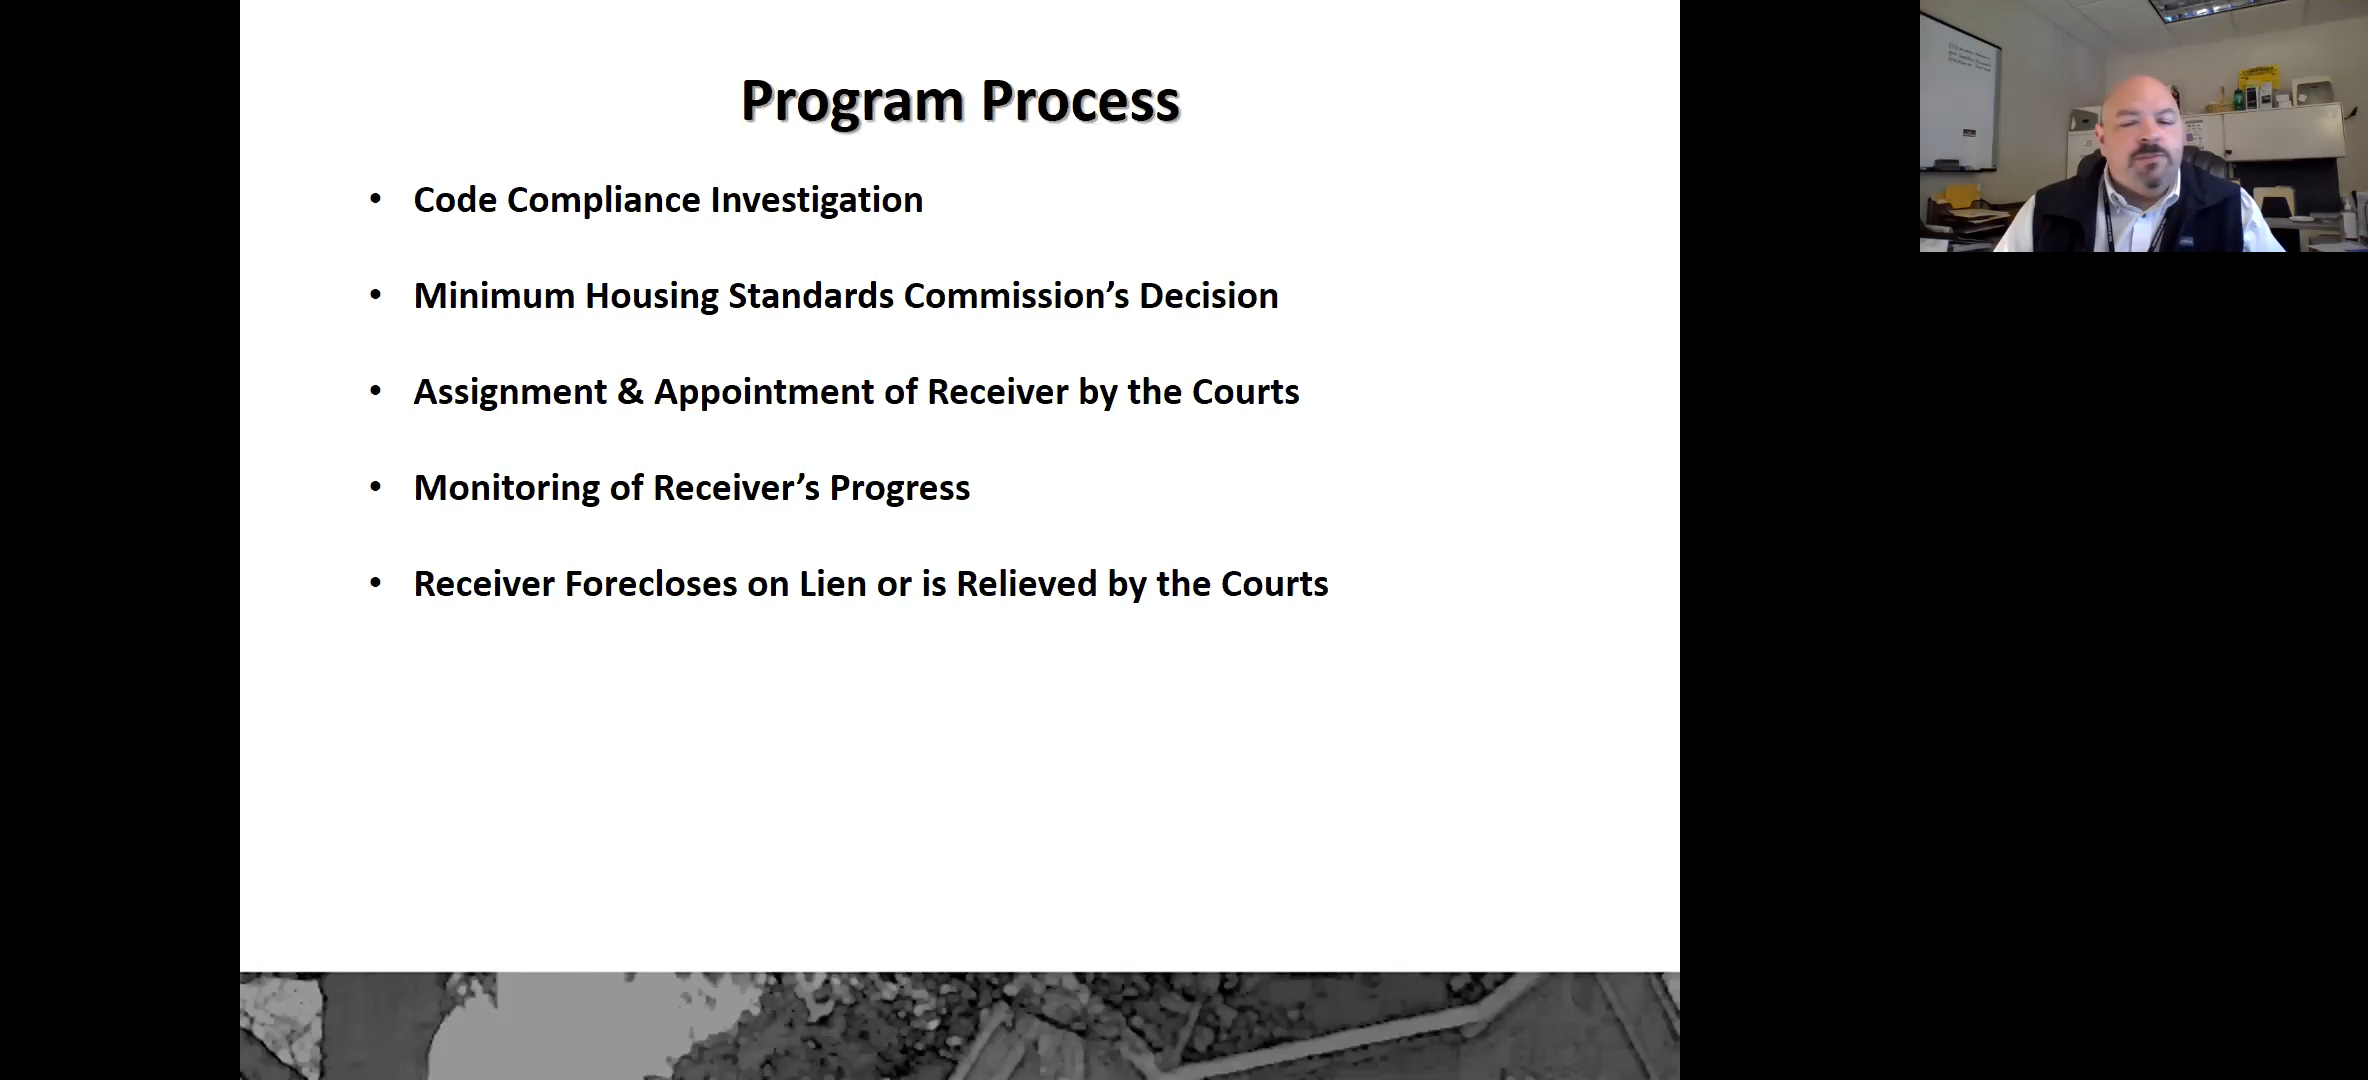 Program Process
• Code Compliance Investigation
• Minimum Housing Standards Commission’s Decision
• Assignment & Appointment of Receiver by the Courts
• Monitoring of Receiver’s Progress
• Receiver Forecloses on Lien or is Relieved by the Courts